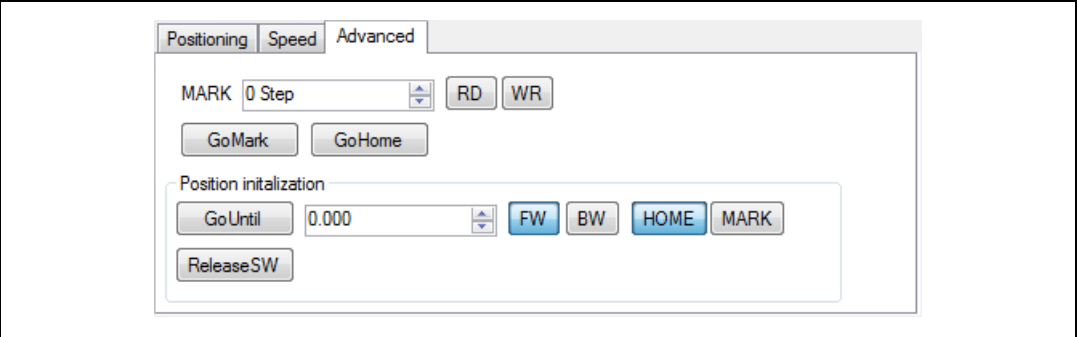 Positioning Speed Advanced
MARK 0 Step RD WR
GoMark GoHome
Position initalization
GoUntil 0.000 FW BW HOME MARK
ReleaseSW